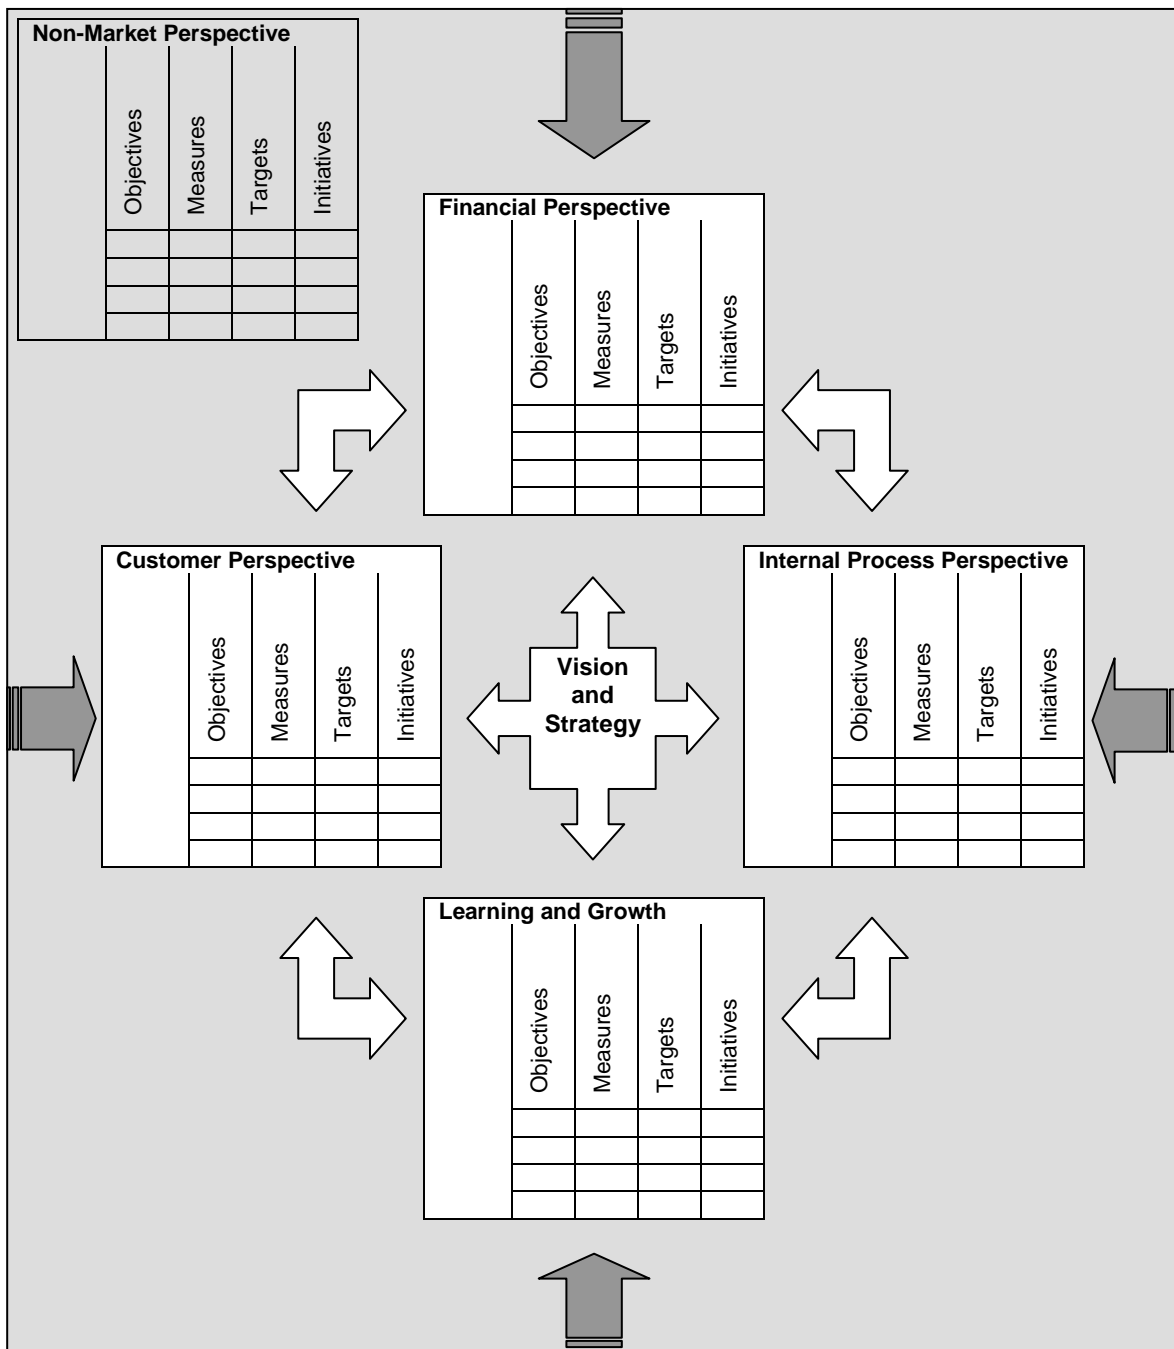 Non-Market Perspective
Objectives
Measures
Targets
Initiatives
Financial Perspective
Objectives
Measures
Targets
Initiatives
Customer Perspective
Objectives
Measures
Targets
Initiatives
Vision
and
Strategy
Internal Process Perspective
Objectives
Measures
Targets
Initiatives
Learning and Growth
Objectives
Measures
Targets
Initiatives